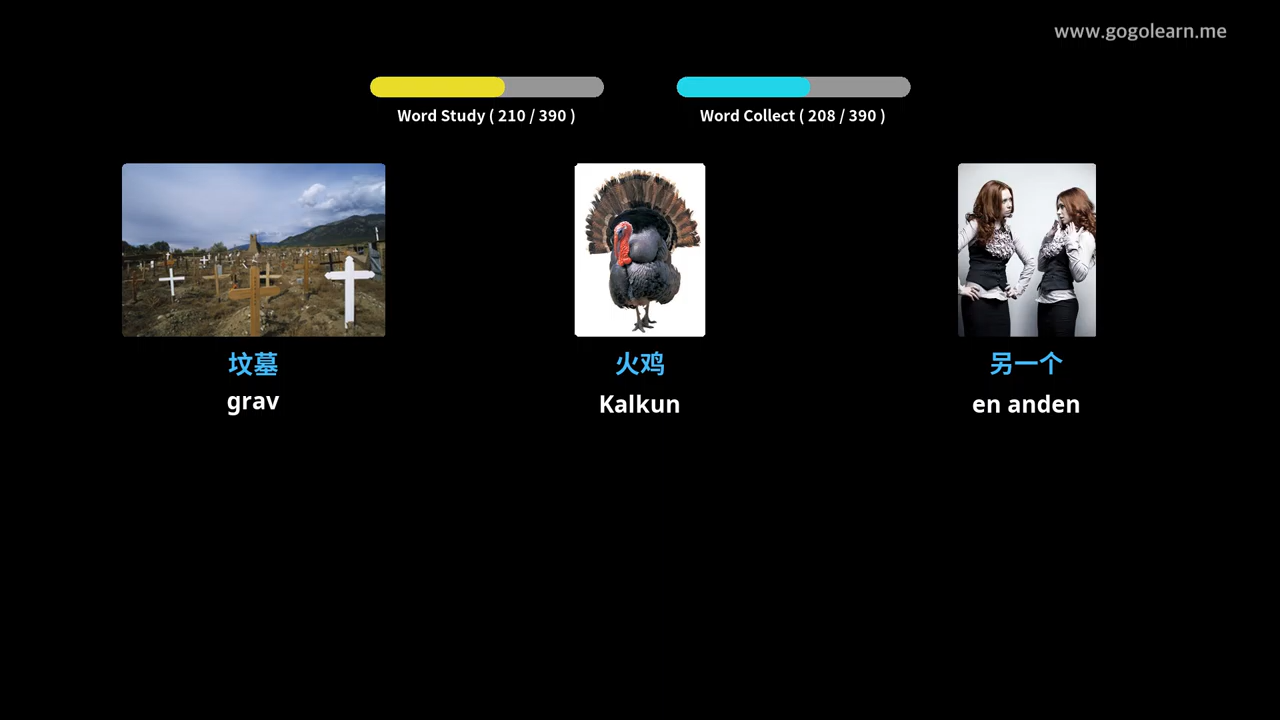 www.gogolearn.me
Word Study ( 210 / 390 )
Word Collect ( 208 / 390 )
坟墓
火鸡
另一个
grav
Kalkun
en anden